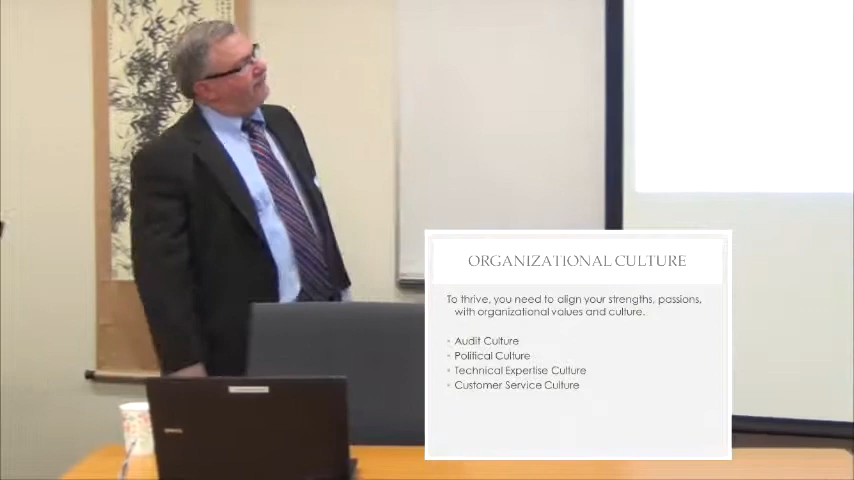 ORGANIZATIONAL CULTURE
To thrive, you need to align your strengths, passions,
with organizational values and culture.
- Audit Culture
- Political Culture
- Technical Expertise Culture
- Customer Service Culture